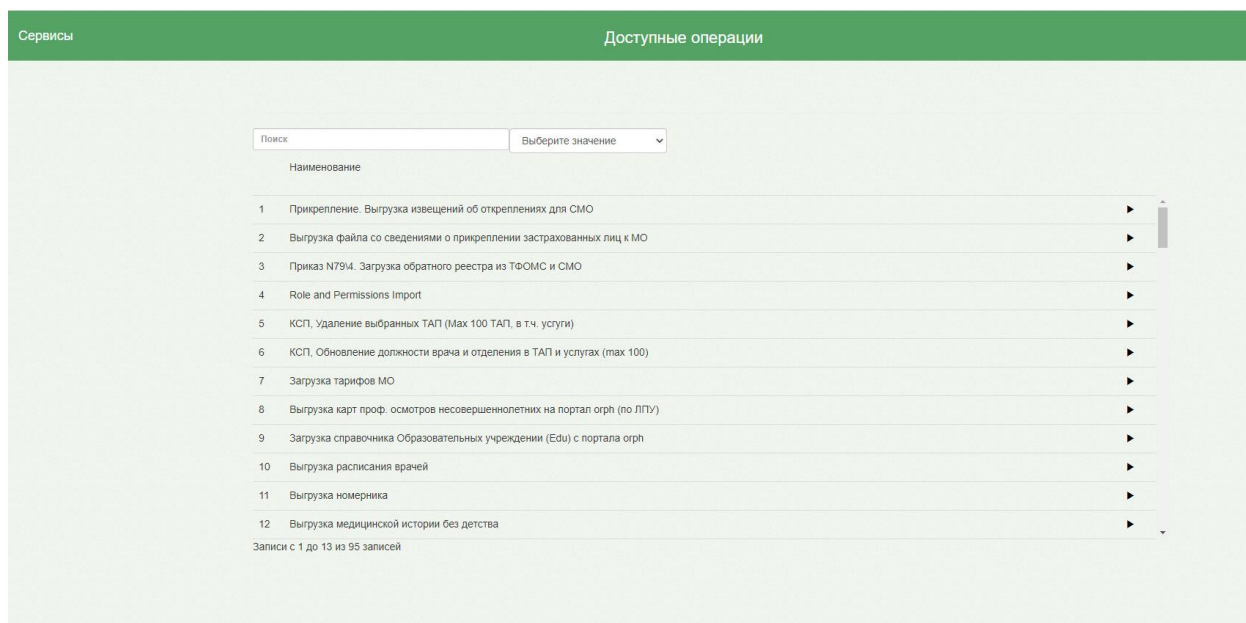 Сервисы
Доступные операции
Поиск
Выберите значение
Наименование
1 Прикрепление. Выгрузка извещений об откреплениях для СМО
2 Выгрузка файла со сведениями о прикреплении застрахованных лиц к МО
3 Приказ N79\4. Загрузка обратного реестра из ТФОМС и СМО
4 Role and Permissions Import
5 КСП, Удаление выбранных ТАП (Max 100 ТАП, в т.ч. усгуги)
6 КСП, Обновление должности врача и отделения в ТАП и услугах (max 100)
7 Загрузка тарифов МО
8 Выгрузка карт проф. осмотров несовершеннолетних на портал orph (по ЛПУ)
9 Загрузка справочника Образовательных учреждении (Edu) с портала orph
10 Выгрузка расписания врачей
11 Выгрузка номерника
12 Выгрузка медицинской истории без детства
Записи с 1 до 13 из 95 записей